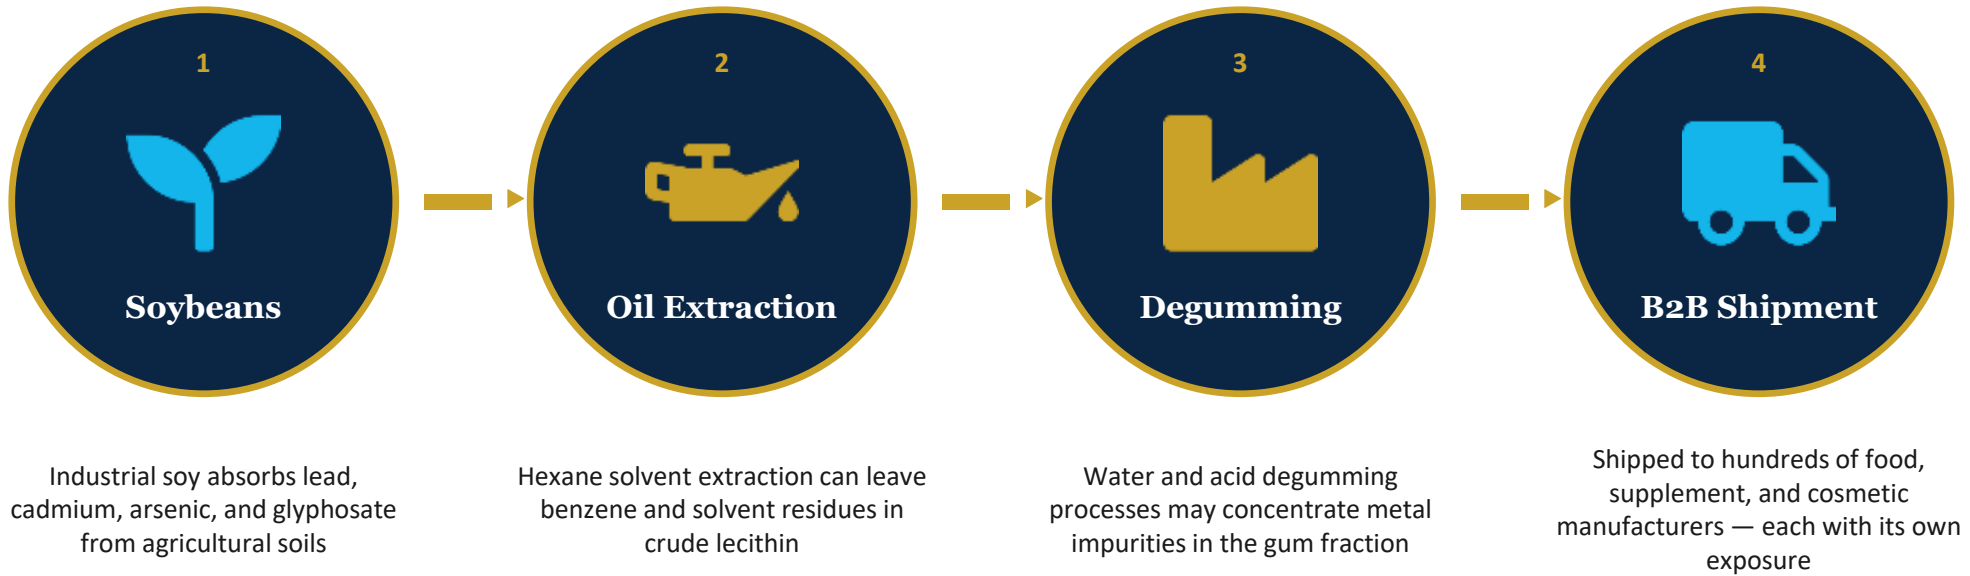 1
Soybeans
Industrial soy absorbs lead,
cadmium, arsenic, and glyphosate
from agricultural soils
2
Oil Extraction
Hexane solvent extraction can leave
benzene and solvent residues in
crude lecithin
3
Degumming
Water and acid degumming
processes may concentrate metal
impurities in the gum fraction
4
B2B Shipment
Shipped to hundreds of food,
supplement, and cosmetic
manufacturers — each with its own
exposure